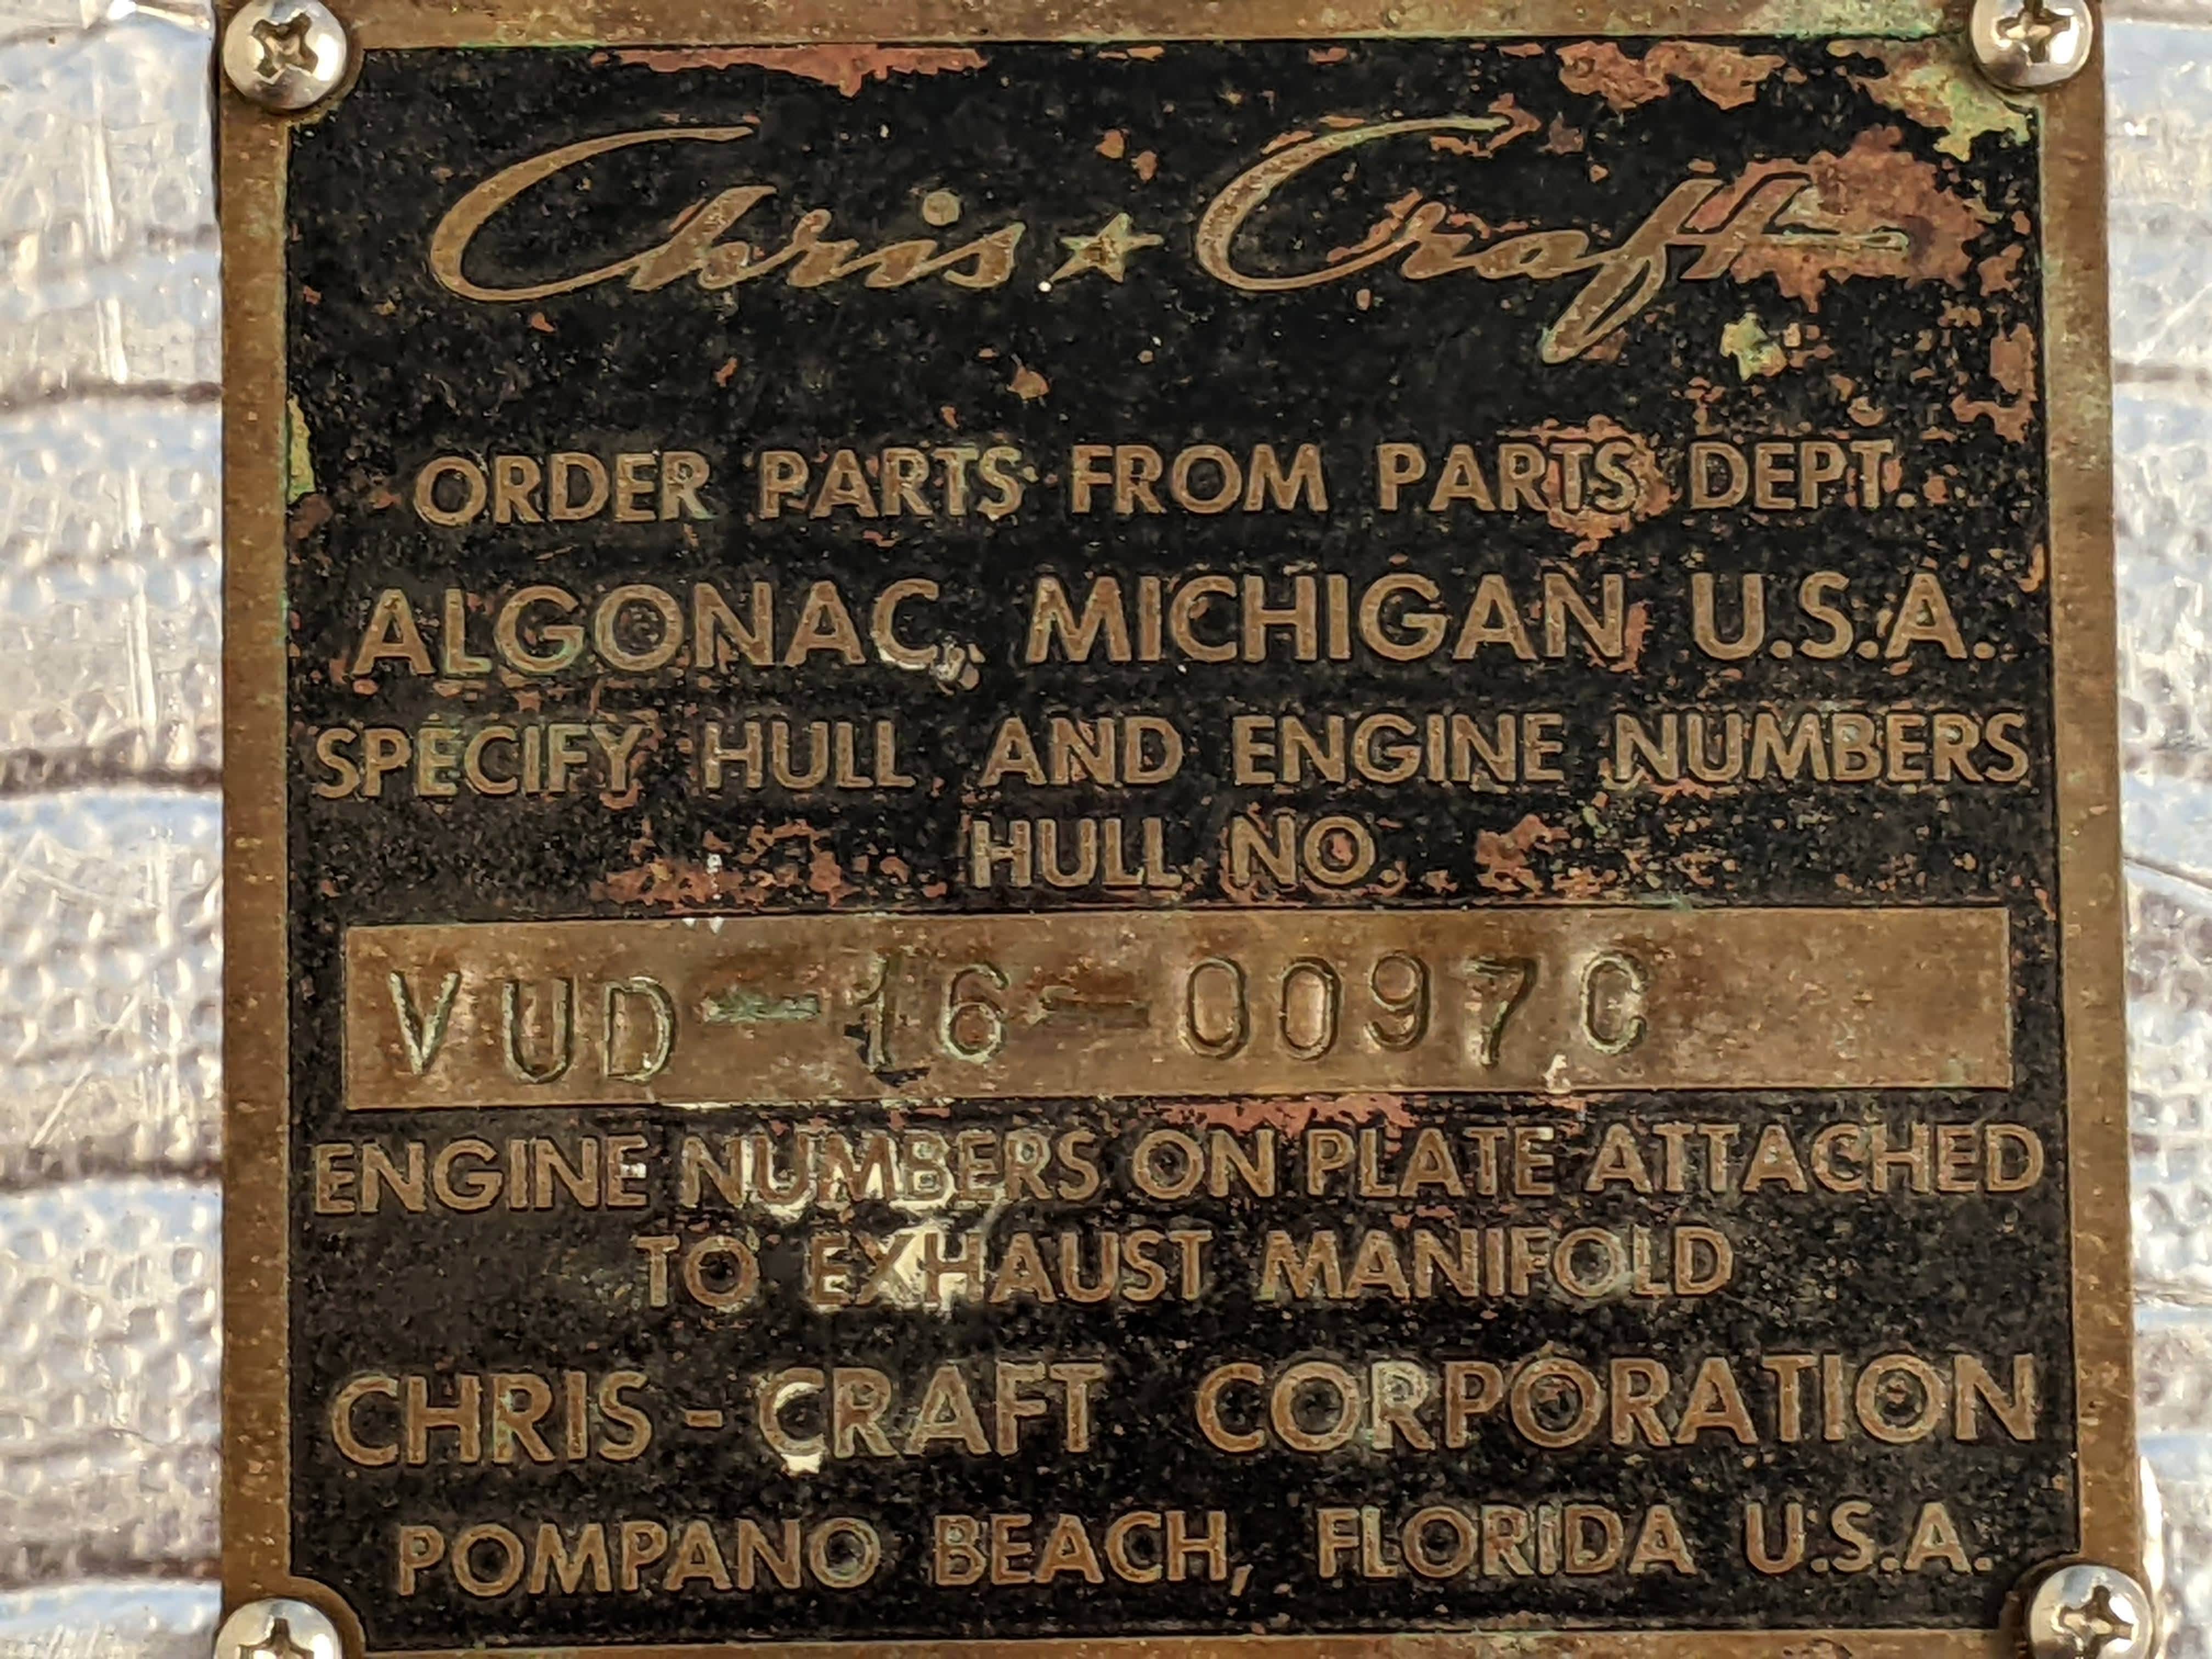 Chris★Craft
ORDER PARTS FROM PARTS DEPT.
ALGONAC, MICHIGAN U.S.A.
SPECIFY HULL AND ENGINE NUMBERS
HULL NO.
VUD-16-0097C
ENGINE NUMBERS ON PLATE ATTACHED
TO EXHAUST MANIFOLD
CHRIS-CRAFT CORPORATION
POMPANO BEACH, FLORIDA U.S.A.